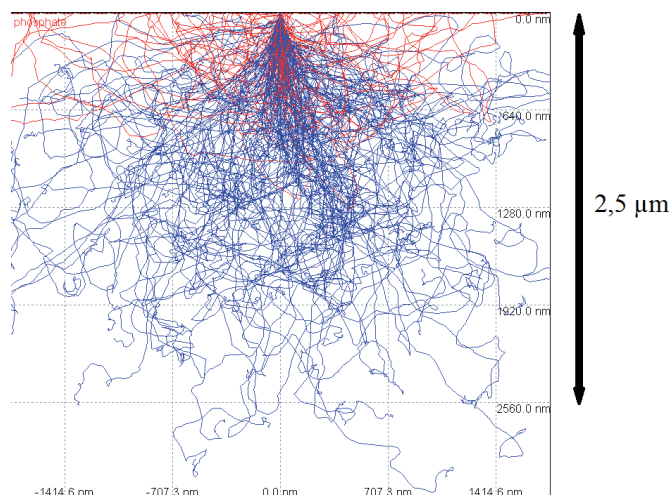 phosphate
0.0 nm
640.0 nm
1280.0 nm
2,5 µm
1920.0 nm
2560.0 nm
-1414.6 nm
-707.3 nm
0.0 nm
707.3 nm
1414.6 nm